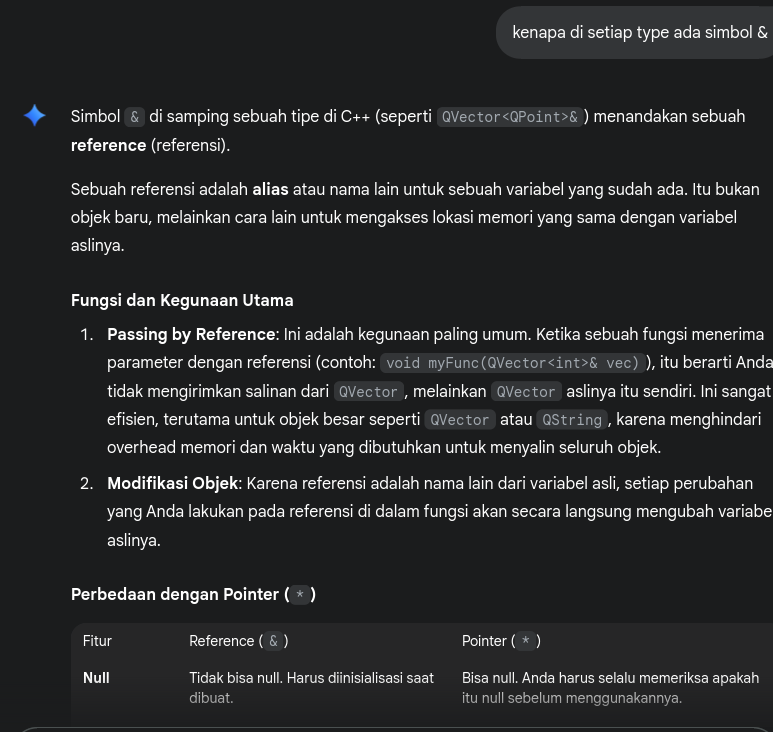 kenapa di setiap type ada simbol &
Simbol & di samping sebuah tipe di C++ (seperti QVector<QPoint>&) menandakan sebuah
reference (referensi).
Sebuah referensi adalah alias atau nama lain untuk sebuah variabel yang sudah ada. Itu bukan
objek baru, melainkan cara lain untuk mengakses lokasi memori yang sama dengan variabel
aslinya.
Fungsi dan Kegunaan Utama
1. Passing by Reference: Ini adalah kegunaan paling umum. Ketika sebuah fungsi menerima
parameter dengan referensi (contoh: void myFunc(QVector<int>& vec)), itu berarti Anda
tidak mengirimkan salinan dari QVector, melainkan QVector aslinya itu sendiri. Ini sangat
efisien, terutama untuk objek besar seperti QVector atau QString, karena menghindari
overhead memori dan waktu yang dibutuhkan untuk menyalin seluruh objek.
2. Modifikasi Objek: Karena referensi adalah nama lain dari variabel asli, setiap perubahan
yang Anda lakukan pada referensi di dalam fungsi akan secara langsung mengubah variabe
aslinya.
Perbedaan dengan Pointer (*)
Fitur Reference (&) Pointer (*)
Null Tidak bisa null. Harus diinisialisasi saat Bisa null. Anda harus selalu memeriksa apakah
dibuat. itu null sebelum menggunakannya.